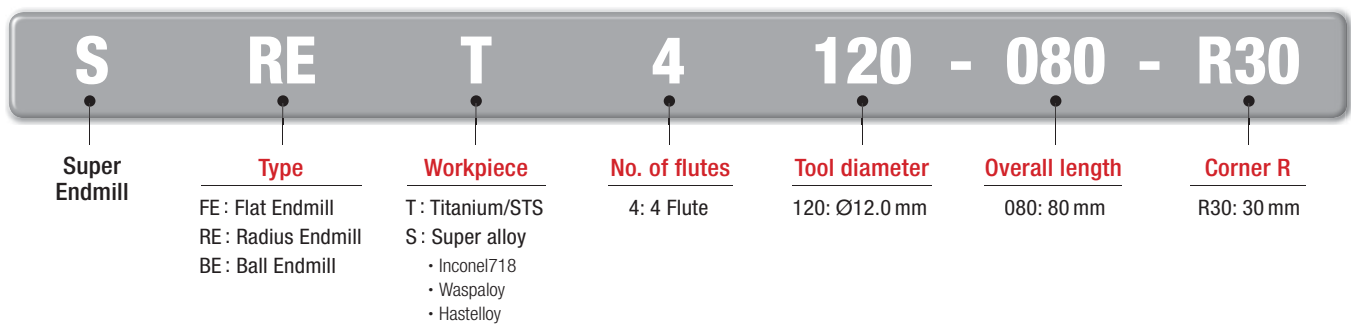 S RE T 4 120 - 080 - R30
Super
Endmill
Type
FE : Flat Endmill
RE : Radius Endmill
BE : Ball Endmill
Workpiece
T : Titanium/STS
S : Super alloy
• Inconel718
• Waspaloy
• Hastelloy
No. of flutes
4: 4 Flute
Tool diameter
120: Ø12.0 mm
Overall length
080: 80 mm
Corner R
R30: 30 mm